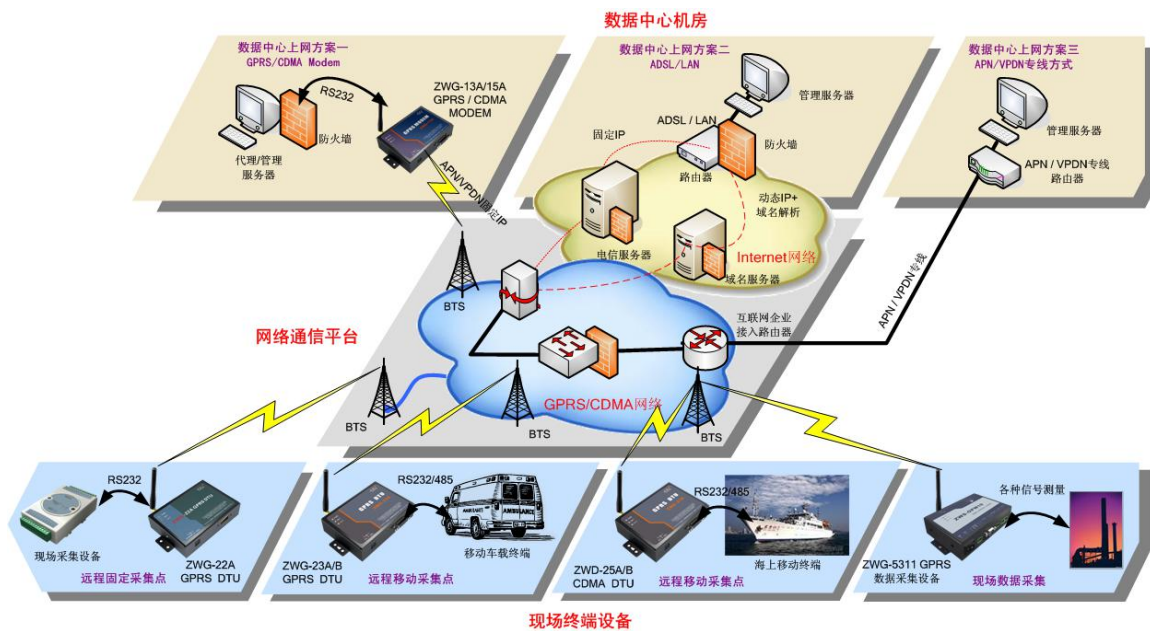 数据中心机房
数据中心上网方案一
GPRS/CDMA Modem
RS232
ZWG-13A/15A
GPRS / CDMA
MODEM
防火墙
代理/管理
服务器
APN/VPDN固定IP
数据中心上网方案二
ADSL/LAN
管理服务器
ADSL / LAN
固定IP
防火墙
路由器
动态IP+
域名解析
电信服务器
Internet网络
域名服务器
数据中心上网方案三
APN/VPDN专线方式
管理服务器
APN / VPDN专线
路由器
APN / VPDN专线
BTS
互联网企业
接入路由器
网络通信平台
GPRS/CDMA网络
BTS
BTS
BTS
RS232
现场采集设备
ZWG-22A
GPRS DTU
远程固定采集点
RS232/485
AMBULANCE
移动车载终端
ZWG-23A/B
GPRS DTU
远程移动采集点
RS232/485
海上移动终端
ZWD-25A/B
CDMA DTU
远程移动采集点
各种信号测量
ZWG-5311 GPRS
数据采集设备
现场数据采集
现场终端设备